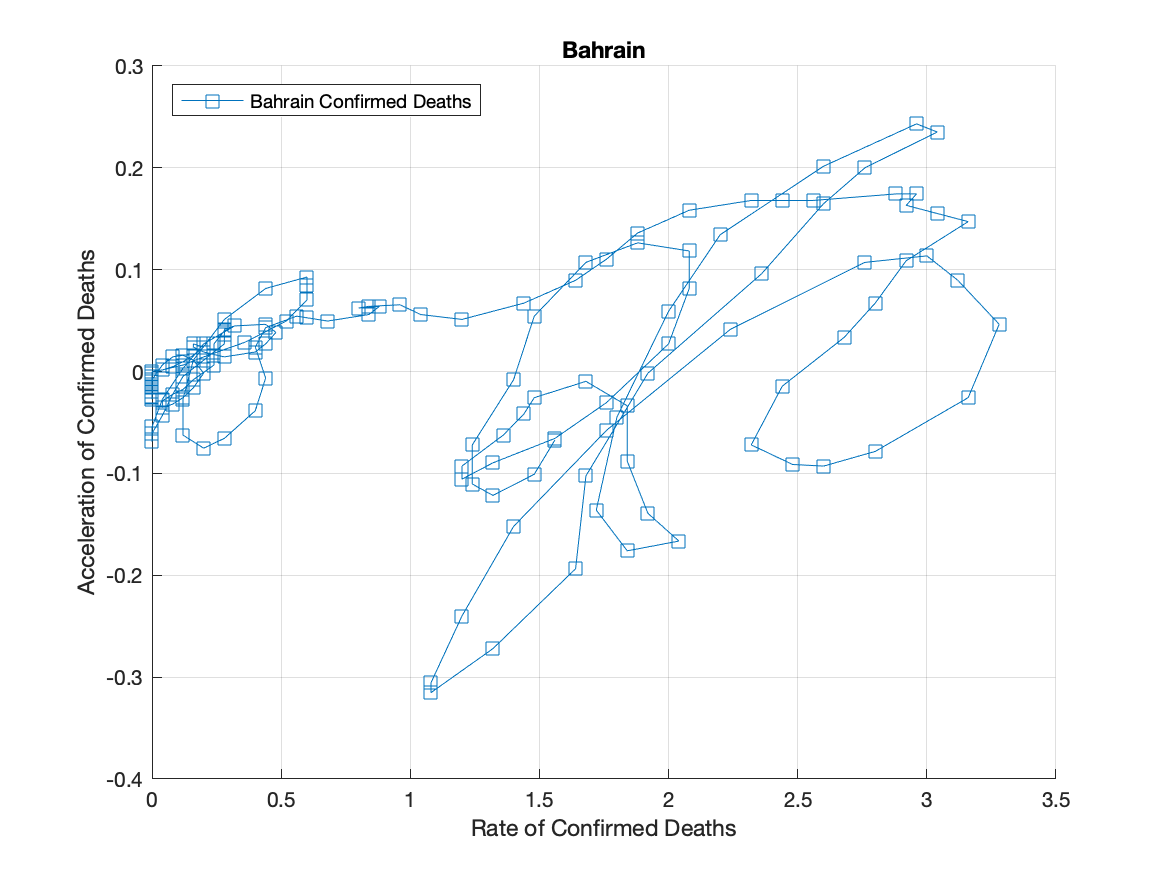 Bahrain
Bahrain Confirmed Deaths
0.3
0.2
0.1
0
-0.1
-0.2
-0.3
-0.4
Acceleration of Confirmed Deaths
0 0.5 1 1.5 2 2.5 3 3.5
Rate of Confirmed Deaths